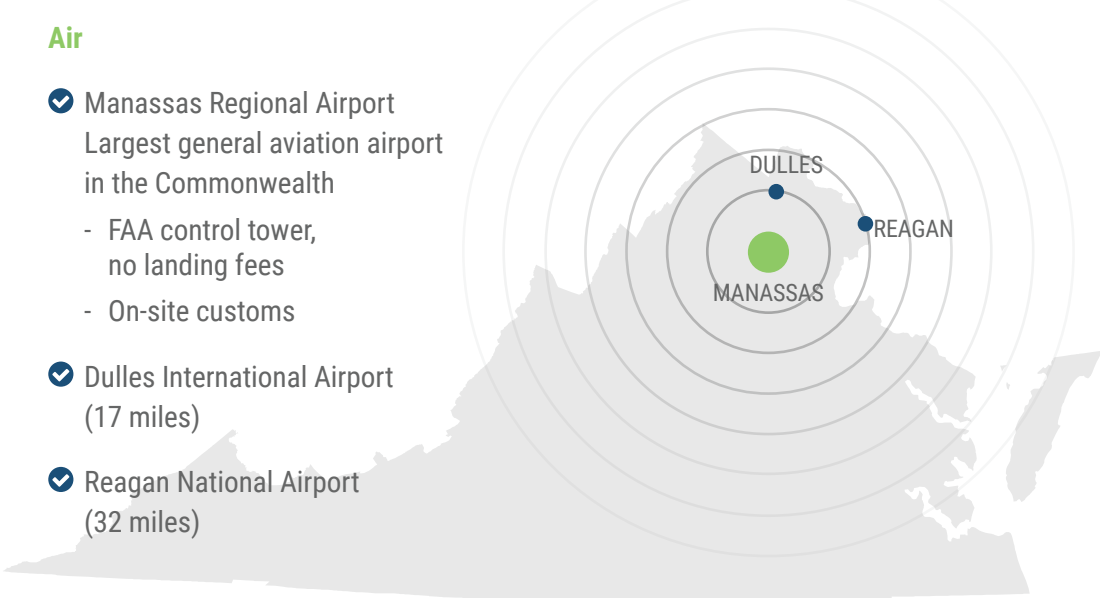 Air
Manassas Regional Airport
Largest general aviation airport
in the Commonwealth
- FAA control tower,
no landing fees
- On-site customs
Dulles International Airport
(17 miles)
Reagan National Airport
(32 miles)
DULLES
REAGAN
MANASSAS